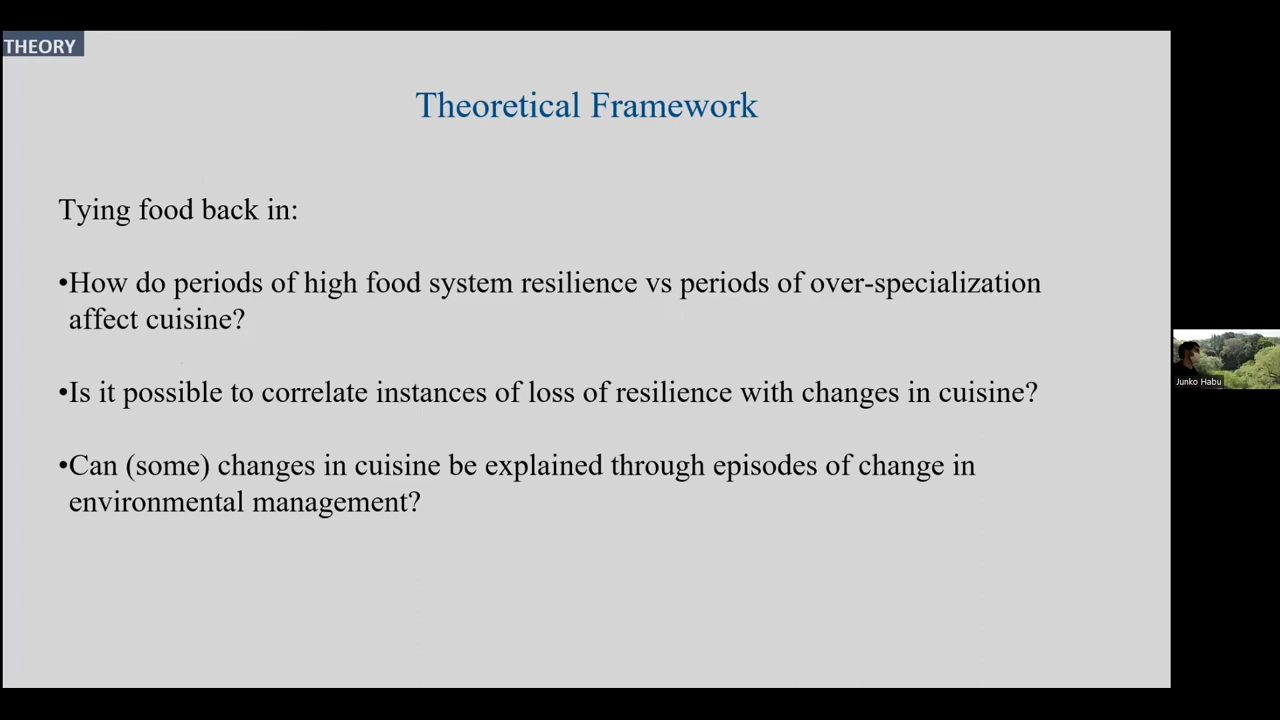 THEORY
Theoretical Framework
Tying food back in:
•How do periods of high food system resilience vs periods of over-specialization
affect cuisine?
•Is it possible to correlate instances of loss of resilience with changes in cuisine?
•Can (some) changes in cuisine be explained through episodes of change in
environmental management?
Junko Habu